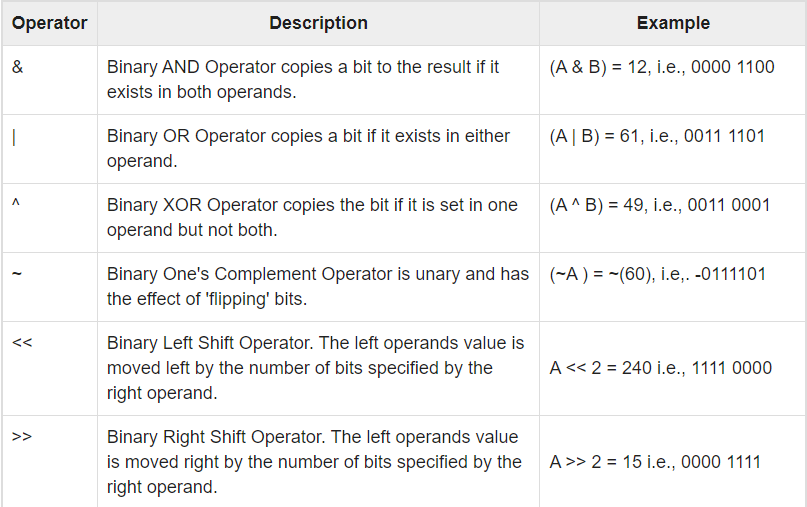 Operator Description Example
& Binary AND Operator copies a bit to the result if it (A & B) = 12, i.e., 0000 1100
exists in both operands.
| Binary OR Operator copies a bit if it exists in either (A | B) = 61, i.e., 0011 1101
operand.
^ Binary XOR Operator copies the bit if it is set in one (A ^ B) = 49, i.e., 0011 0001
operand but not both.
~ Binary One's Complement Operator is unary and has (~A ) = ~(60), i.e,. -0111101
the effect of 'flipping' bits.
<< Binary Left Shift Operator. The left operands value is
moved left by the number of bits specified by the A << 2 = 240 i.e., 1111 0000
right operand.
>> Binary Right Shift Operator. The left operands value
is moved right by the number of bits specified by the A >> 2 = 15 i.e., 0000 1111
right operand.